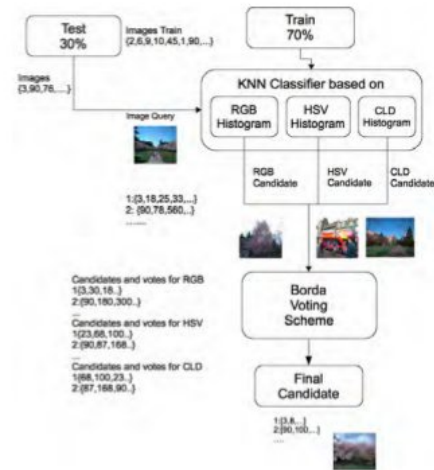 Test
30%
Images Train
{2,6,9,10,45,1,90,...}
Train
70%
Images
{3,90,76,....}
KNN Classifier based on
RGB
Histogram
HSV
Histogram
CLD
Histogram
Image Query
RGB
Candidate
HSV
Candidate
CLD
Candidate
1:{3,18,25,33,...}
2: {90,78,560,..}
......
Candidates and votes for RGB
1{3,30,18..}
2:{90,180,300..}
...
Candidates and votes for HSV
1{23,68,100..}
2:{90,87,168..}
...
Candidates and votes for CLD
1{68,100,23..}
2:{87,168,90..}
Borda
Voting
Scheme
Final
Candidate
1:{3,8,...}
2:{90,100,...}
....